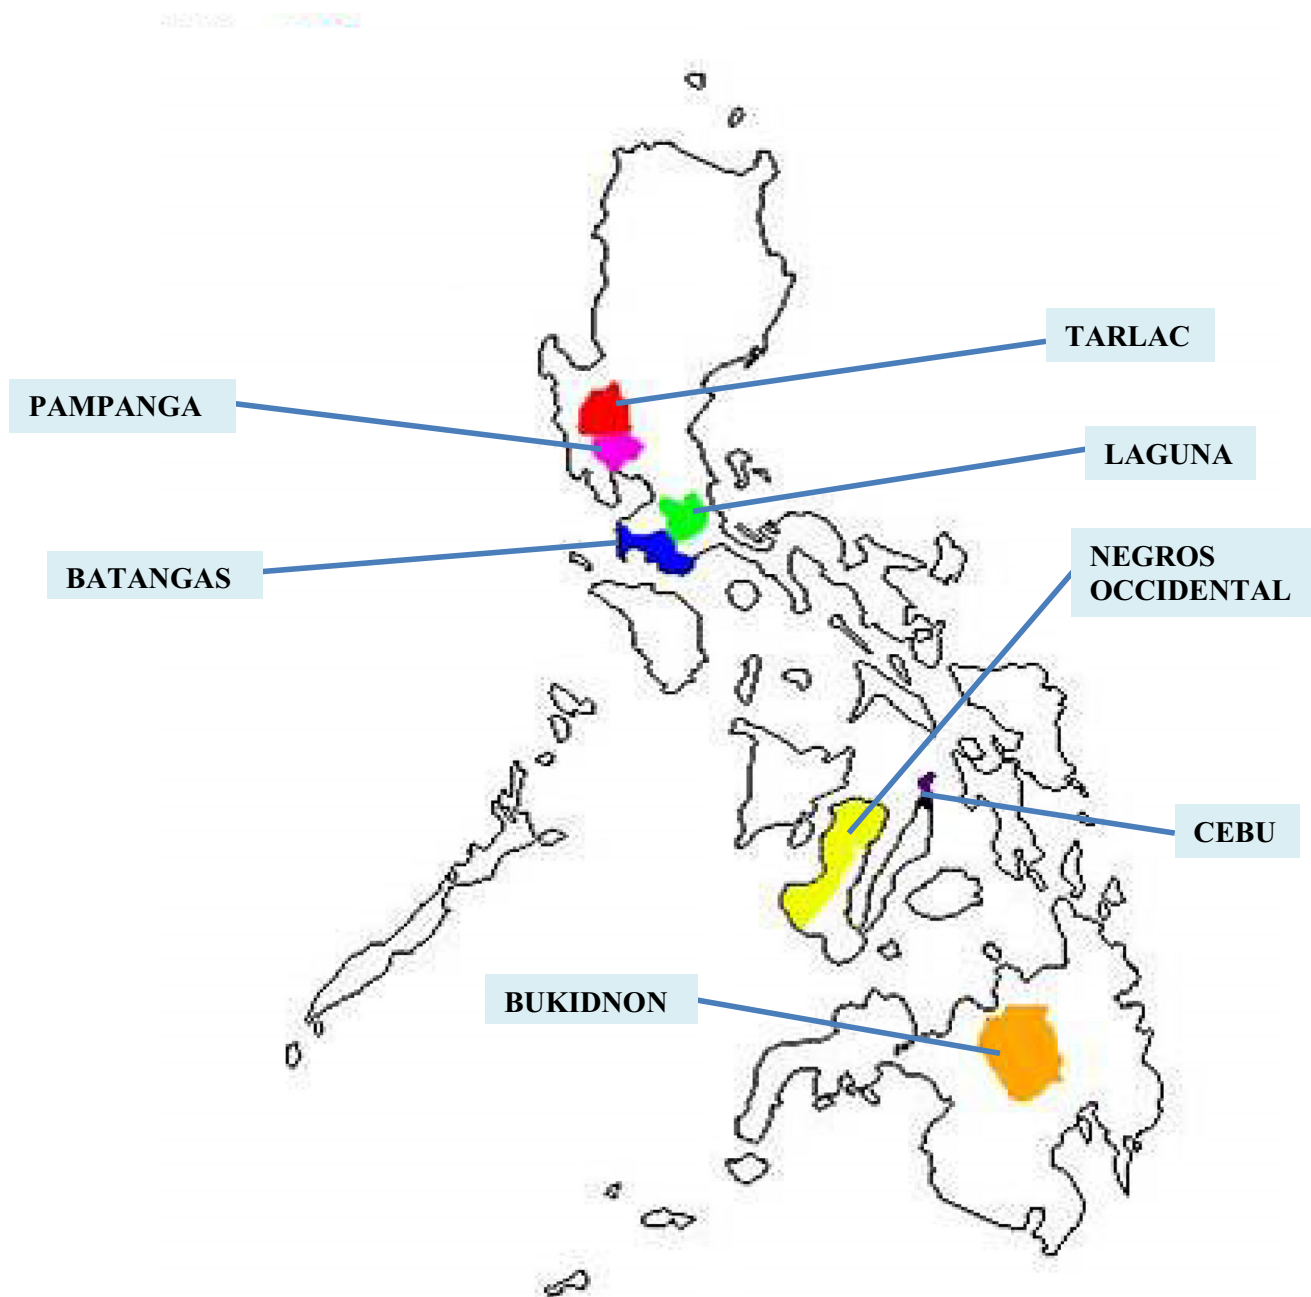 TARLAC
PAMPANGA
LAGUNA
NEGROS
OCCIDENTAL
BATANGAS
CEBU
BUKIDNON